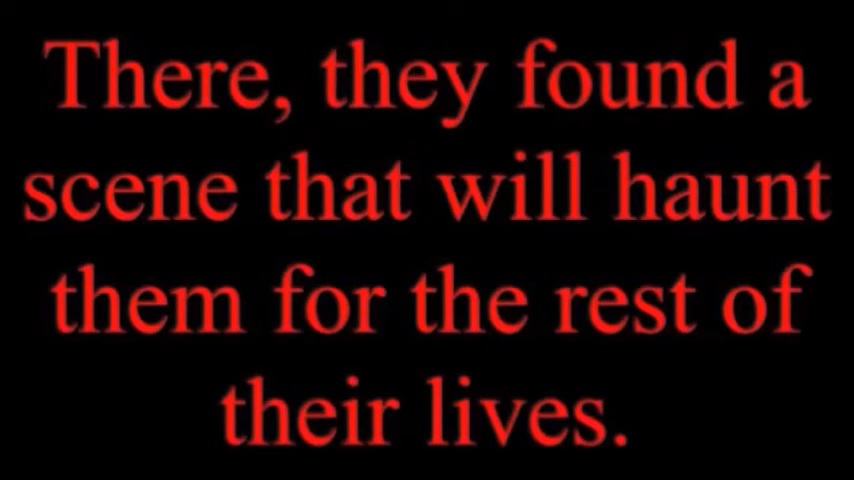 There, they found a
scene that will haunt
them for the rest of
their lives.